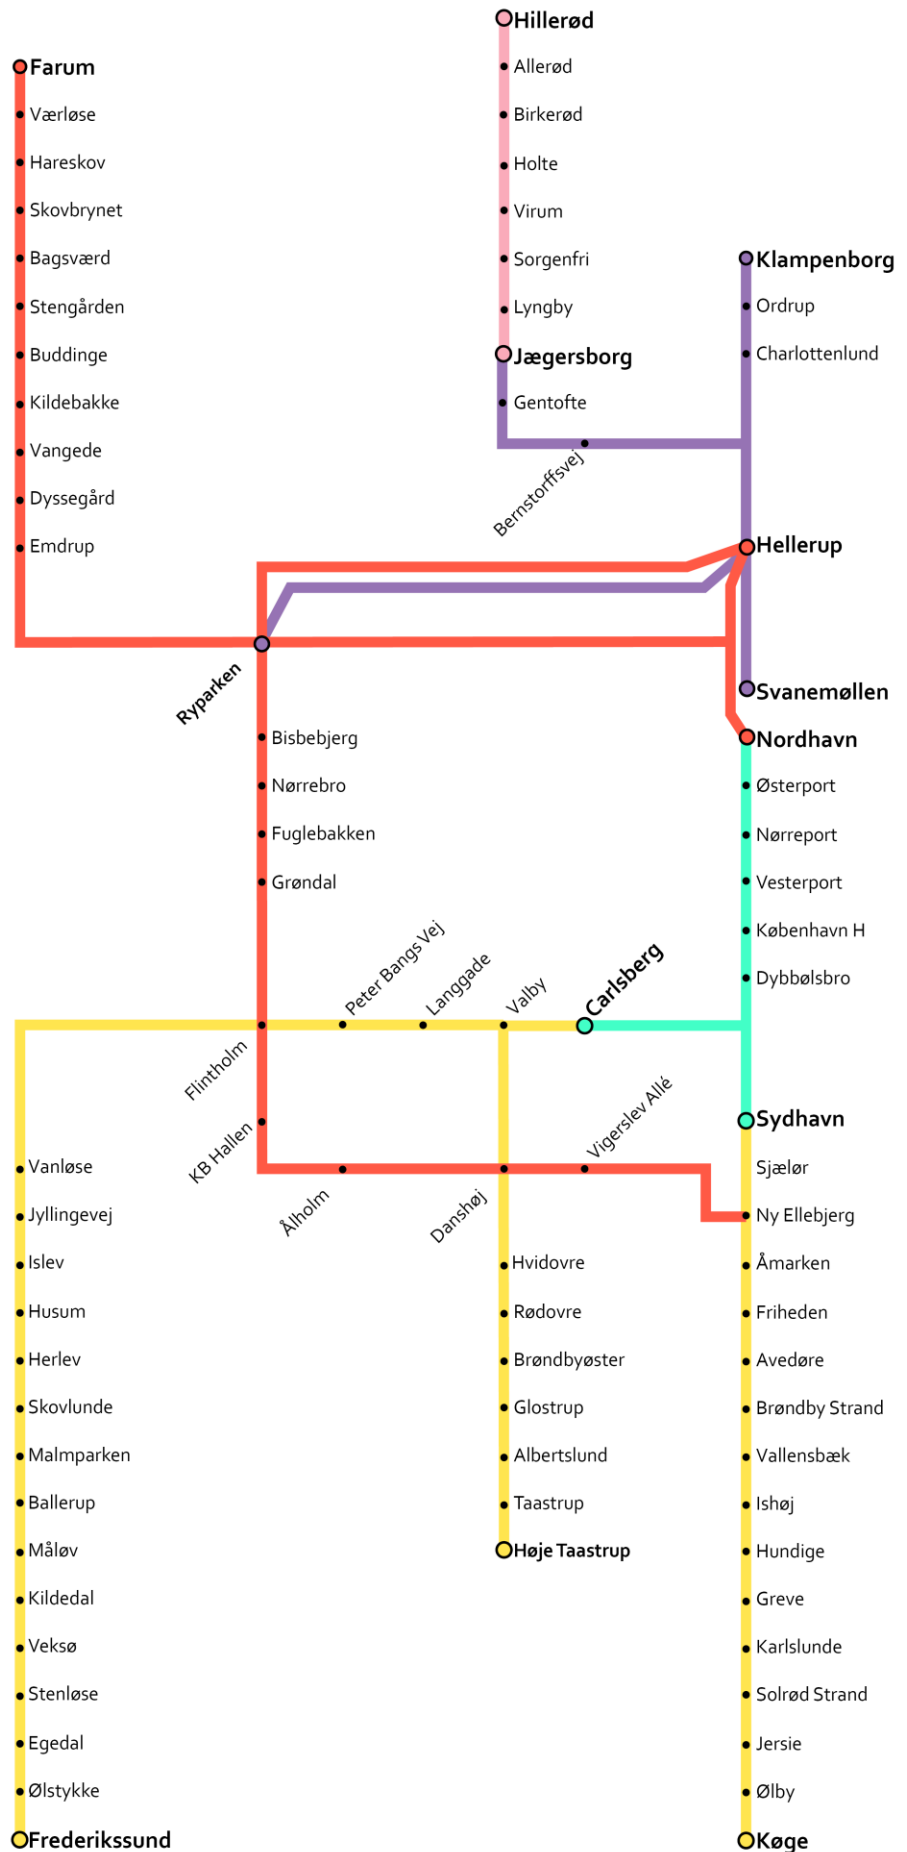 Hillerød
Allerød
Birkerød
Holte
Virum
Sorgenfri
Lyngby
Jægersborg
Gentofte
Bernstorffsvej
Farum
Værløse
Hareskov
Skovbrynet
Bagsværd
Stengården
Buddinge
Kildebakke
Vangede
Dyssegård
Emdrup
Klampenborg
Ordrup
Charlottenlund
Hellerup
Svanemøllen
Nordhavn
Østerport
Nørreport
Vesterport
København H
Dybbølsbro
Ryparken
Bisbebjerg
Nørrebro
Fuglebakken
Grøndal
Flintholm
Peter Bangs Vej
Langgade
Valby
Carlsberg
KB Hallen
Ålholm
Danshøj
Vigerslev Allé
Sydhavn
Sjælør
Ny Ellebjerg
Åmarken
Friheden
Avedøre
Brøndby Strand
Vallensbæk
Ishøj
Hundige
Greve
Karlslunde
Solrød Strand
Jersie
Ølby
Køge
Hvidovre
Rødovre
Brøndbyøster
Glostrup
Albertslund
Taastrup
Høje Taastrup
Vanløse
Jyllingevej
Islev
Husum
Herlev
Skovlunde
Malmparken
Ballerup
Måløv
Kildedal
Veksø
Stenløse
Egedal
Ølstykke
Frederikssund